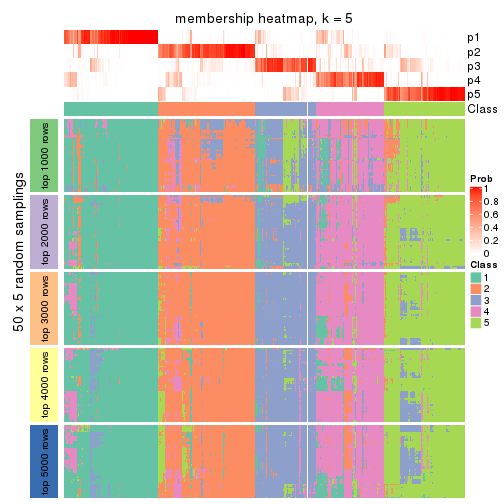 membership heatmap, k = 5
p1
p2
p3
p4
p5
Class
50 x 5 random samplings
top 1000 rows
top 2000 rows
top 3000 rows
top 4000 rows
top 5000 rows
Prob
1
0.8
0.6
0.4
0.2
0
Class
1
2
3
4
5